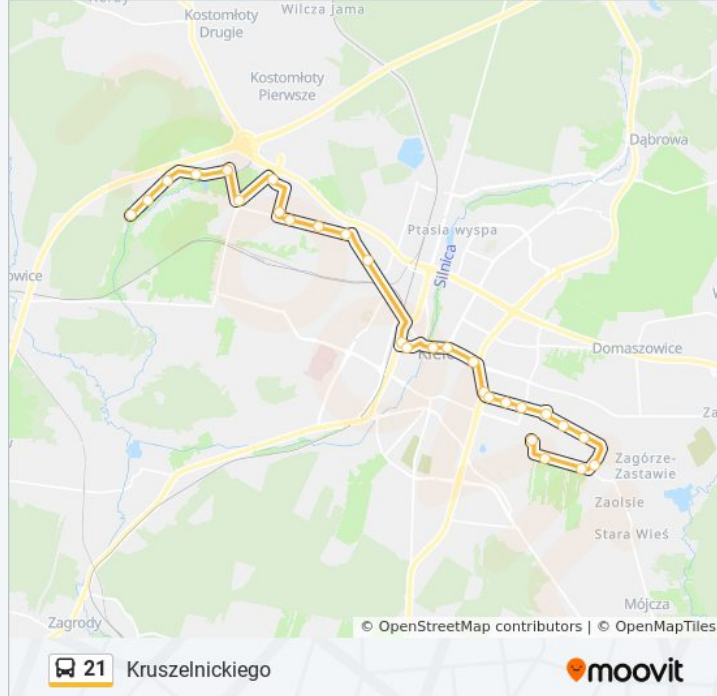 Kostomłoty
Drugie
Wilcza jama
Kostomłoty
Pierwsze
Dąbrowa
Ptasia wyspa
Silnica
Domaszowice
Zagórze-
Zastawie
Zaolsie
Stara Wieś
Mójcza
Zagrody
© OpenStreetMap contributors | © OpenMapTiles
21 Kruszelnickiego
moovit